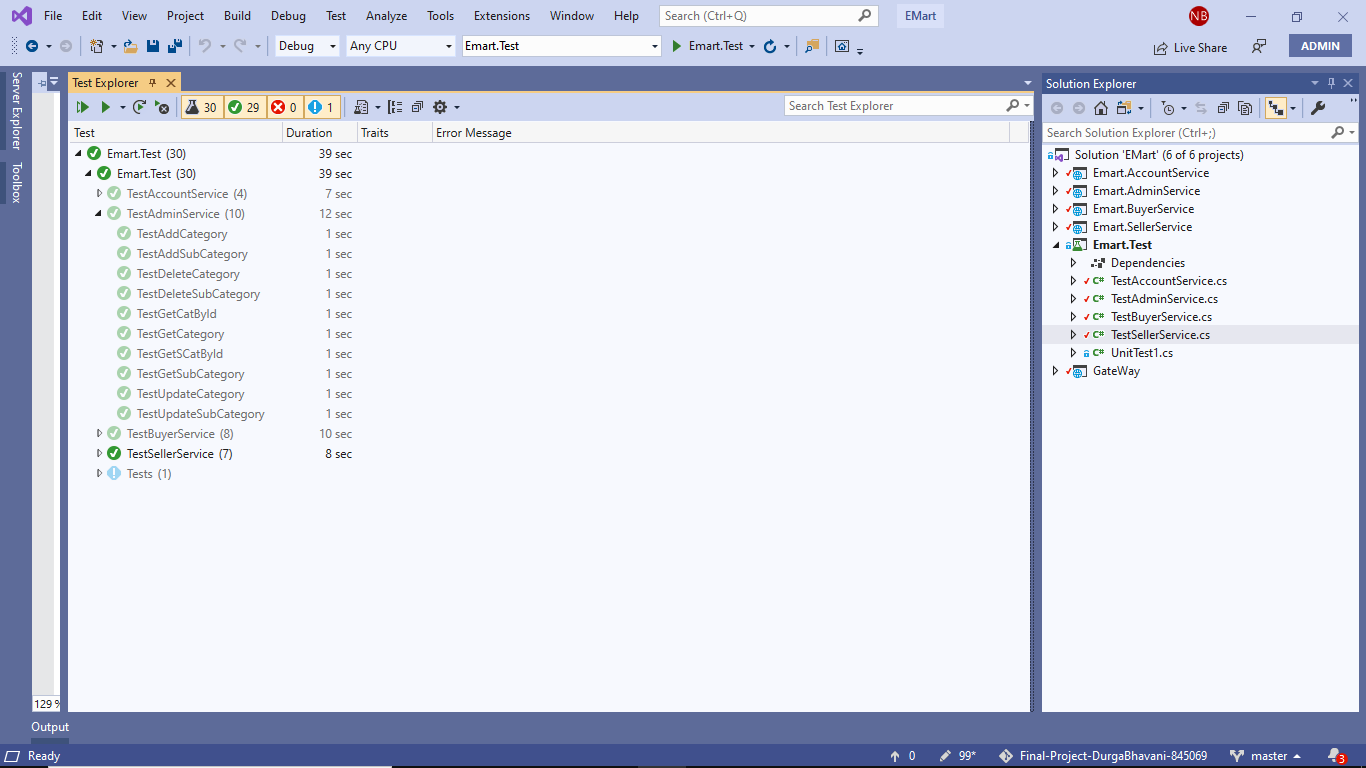 File Edit View Project Build Debug Test Analyze Tools Extensions Window Help Search (Ctrl+Q) EMart NB
Debug Any CPU Emart.Test Emart.Test Live Share ADMIN
Server Explorer
Toolbox
Test Explorer
30 29 0 1 Search Test Explorer
Test Duration Traits Error Message
Emart.Test (30) 39 sec
Emart.Test (30) 39 sec
TestAccountService (4) 7 sec
TestAdminService (10) 12 sec
TestAddCategory 1 sec
TestAddSubCategory 1 sec
TestDeleteCategory 1 sec
TestDeleteSubCategory 1 sec
TestGetCatById 1 sec
TestGetCategory 1 sec
TestGetSCatById 1 sec
TestGetSubCategory 1 sec
TestUpdateCategory 1 sec
TestUpdateSubCategory 1 sec
TestBuyerService (8) 10 sec
TestSellerService (7) 8 sec
Tests (1)
Solution Explorer
Search Solution Explorer (Ctrl+;)
Solution 'EMart' (6 of 6 projects)
Emart.AccountService
Emart.AdminService
Emart.BuyerService
Emart.SellerService
Emart.Test
Dependencies
C# TestAccountService.cs
C# TestAdminService.cs
C# TestBuyerService.cs
C# TestSellerService.cs
C# UnitTest1.cs
GateWay
129 %
Output
Ready 0 99* Final-Project-DurgaBhavani-845069 master 3